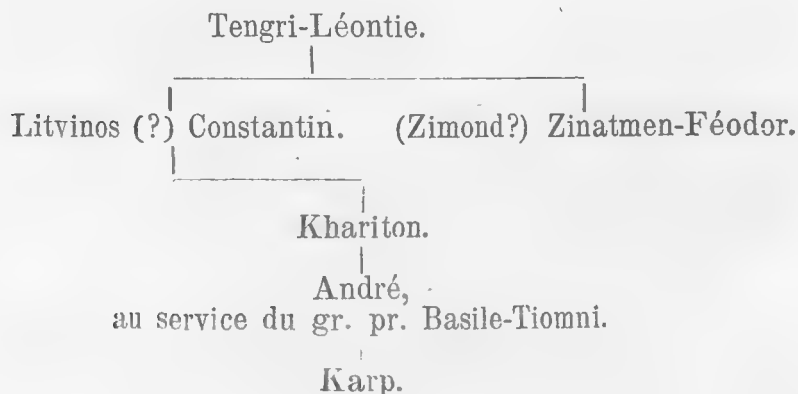 Tengri-Léontie.
Litvinos (?) Constantin. (Zimond?) Zinatmen-Féodor.
Khariton.
André,
au service du gr. pr. Basile-Tiomni.
Karp.